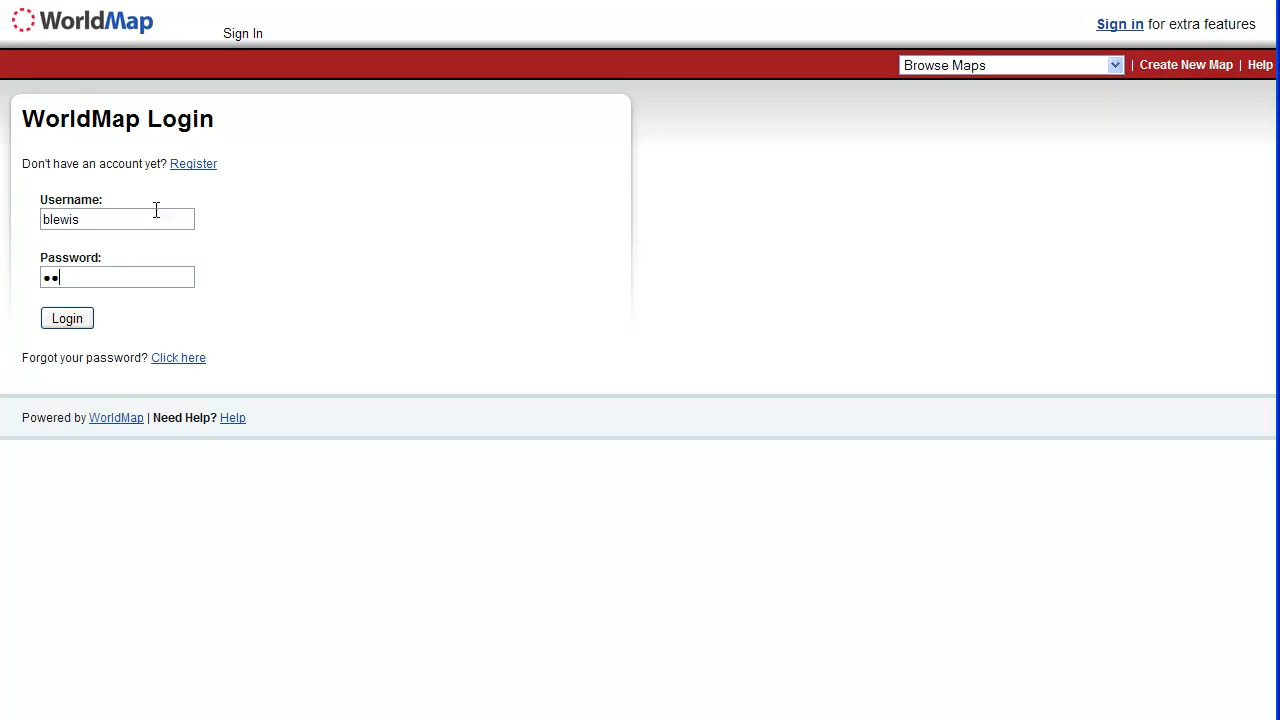 WorldMap
Sign In
Sign in for extra features
Browse Maps | Create New Map | Help
WorldMap Login
Don't have an account yet? Register
Username:
blewis
Password:
●●
Login
Forgot your password? Click here
Powered by WorldMap | Need Help? Help